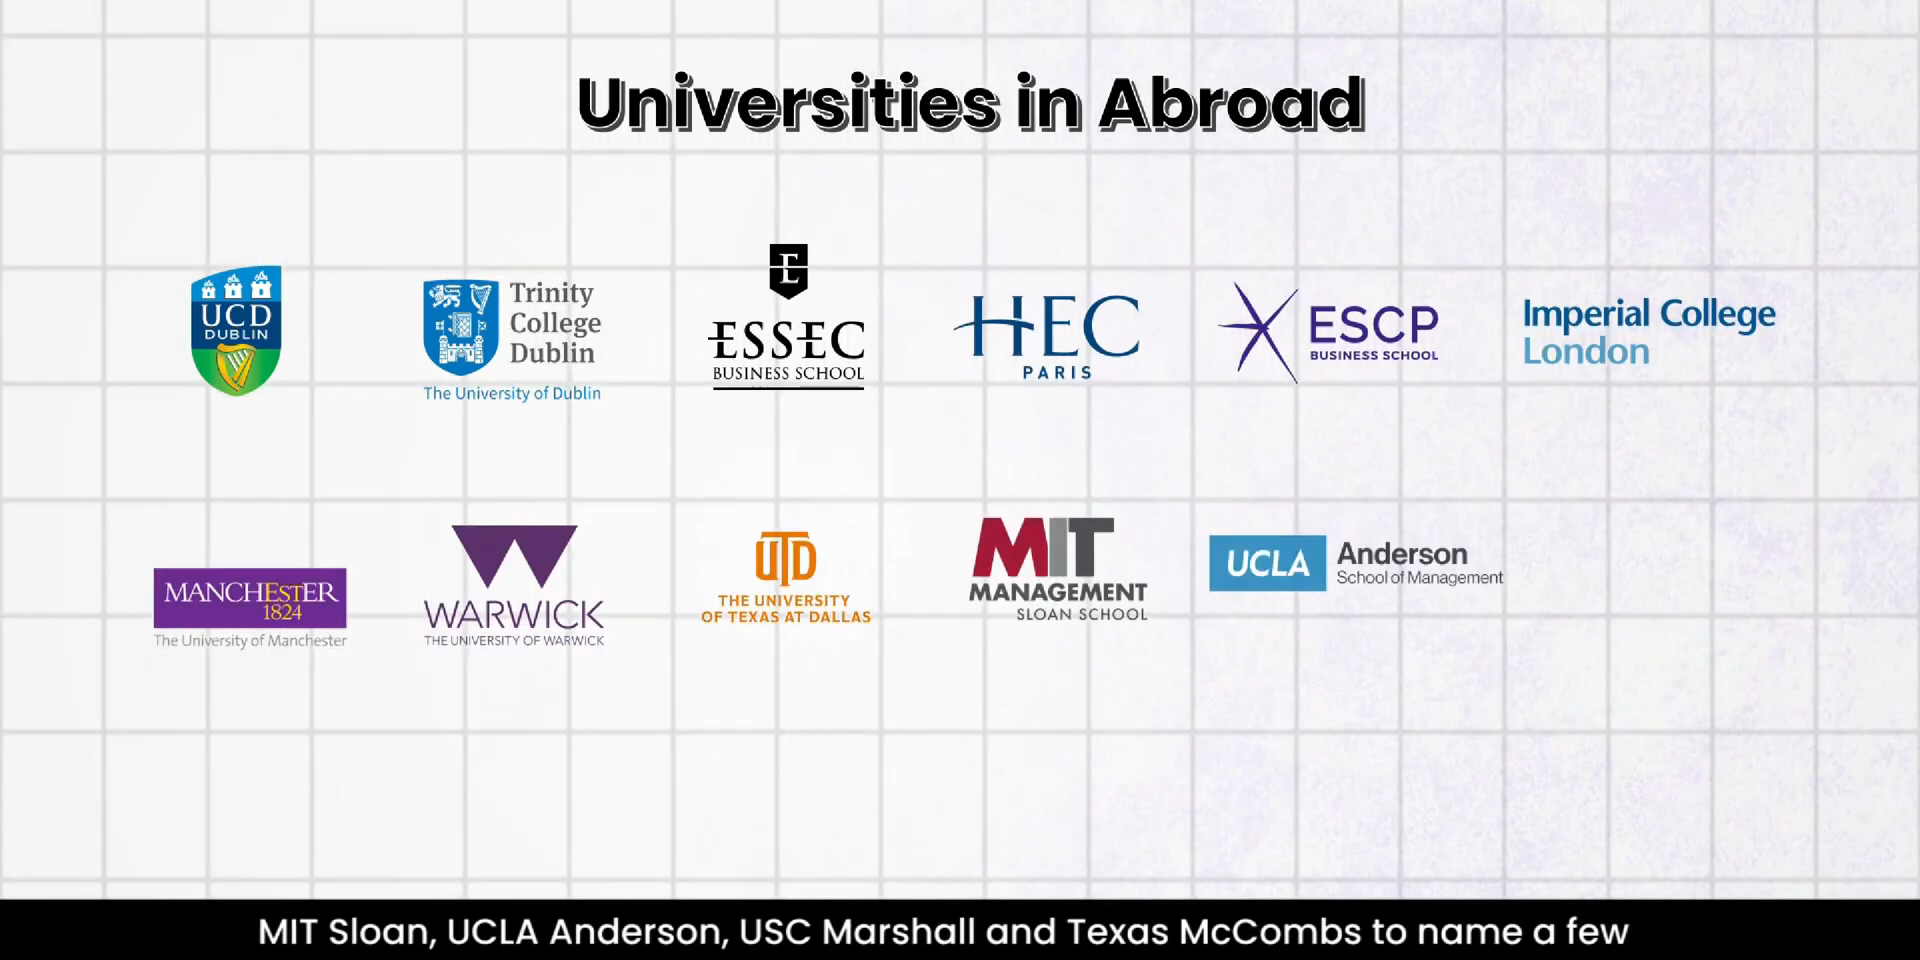 Universities in Abroad
UCD
DUBLIN
Trinity
College
Dublin
The University of Dublin
E
ESSEC
BUSINESS SCHOOL
HEC
PARIS
ESCP
BUSINESS SCHOOL
Imperial College
London
MANCHESTER
1824
The University of Manchester
WARWICK
THE UNIVERSITY OF WARWICK
UTD
THE UNIVERSITY
OF TEXAS AT DALLAS
MIT
MANAGEMENT
SLOAN SCHOOL
UCLA
Anderson
School of Management
MIT Sloan, UCLA Anderson, USC Marshall and Texas McCombs to name a few